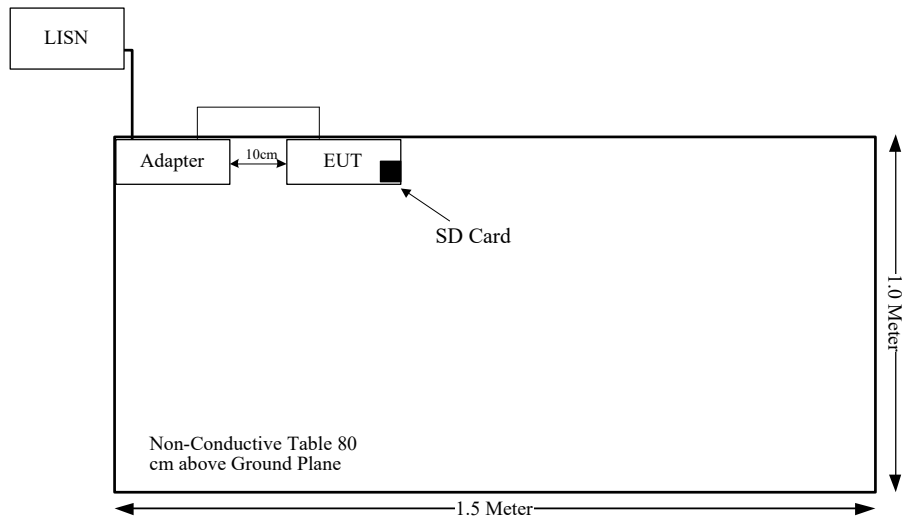 LISN
Adapter
10cm
EUT
SD Card
1.0 Meter
Non-Conductive Table 80
cm above Ground Plane
1.5 Meter